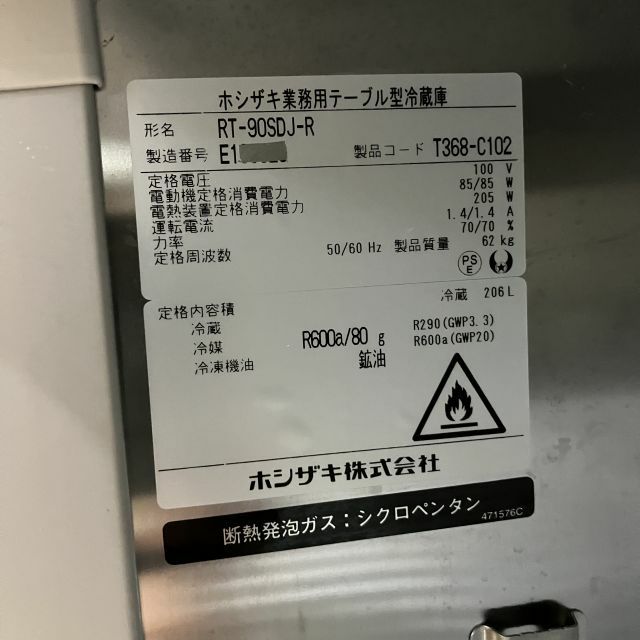 ホシザキ業務用テーブル型冷蔵庫
形名 RT-90SDJ-R
製造番号 E1 製品コード T368-C102
定格電圧 100 V
電動機定格消費電力 85/85 W
電熱装置定格消費電力 205 W
運転電流 1.4/1.4 A
力率 70/70 %
定格周波数 50/60 Hz 製品質量 62 kg
PS
E
定格内容積 冷蔵 206 L
冷蔵
冷媒 R600a/80 g R290(GWP3.3)
R600a(GWP20)
冷凍機油 鉱油
ホシザキ株式会社
断熱発泡ガス：シクロペンタン 471576C